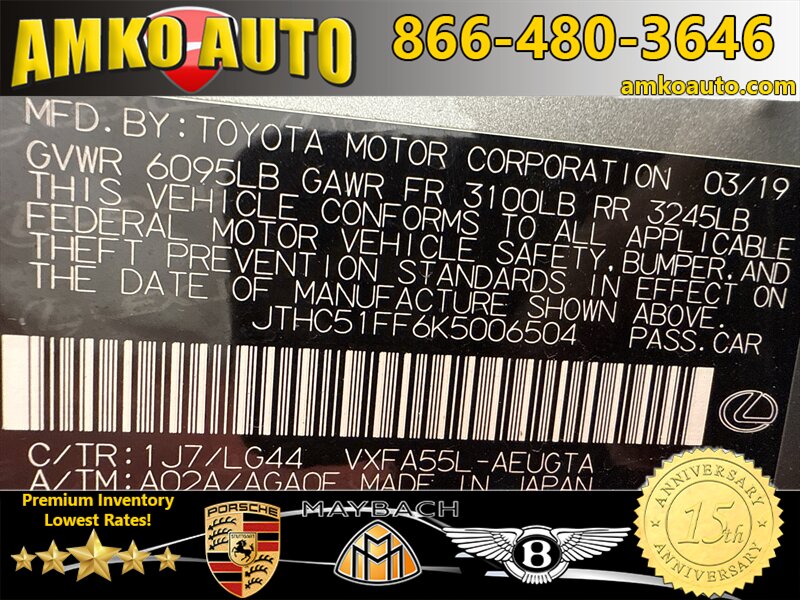 AMKO AUTO
866-480-3646
amkoauto.com
MFD. BY: TOYOTA MOTOR CORPORATION 03/19
GVWR 6095LB GAWR FR 3100LB RR 3245LB
THIS VEHICLE CONFORMS TO ALL APPLICABLE
FEDERAL MOTOR VEHICLE SAFETY, BUMPER, AND
THEFT PREVENTION STANDARDS IN EFFECT ON
THE DATE OF MANUFACTURE SHOWN ABOVE.
JTHC51FF6K5006504 PASS. CAR
C/TR: 1J7/LG44 VXFA55L-AEUGTA
A/TM: A02A/AGA0F MADE IN JAPAN
Premium Inventory
Lowest Rates!
PORSCHE
STUTTGART
MAYBACH
M
B
ANNIVERSARY
15th
ANNIVERSARY